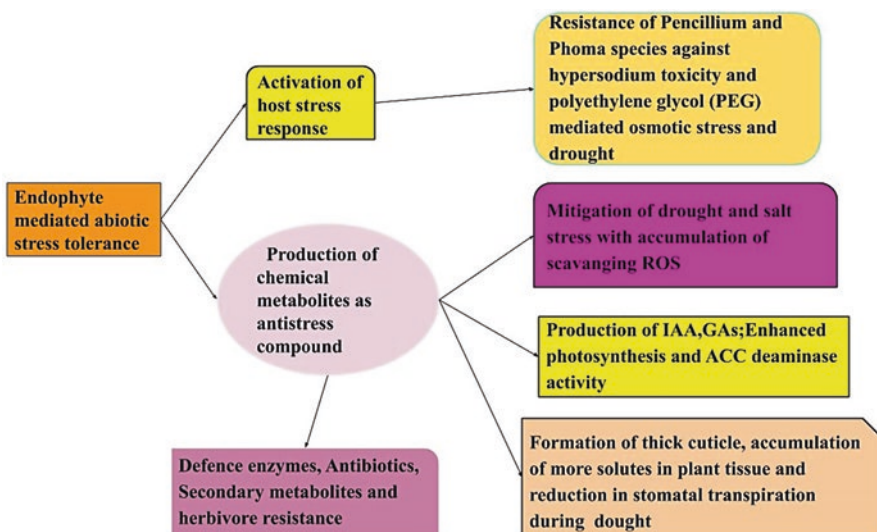 Endophyte
mediated abiotic
stress tolerance
Activation of
host stress
response
Resistance of Pencillium and
Phoma species against
hypersodium toxicity and
polyethylene glycol (PEG)
mediated osmotic stress and
drought
Production of
chemical
metabolites as
antistress
compound
Mitigation of drought and salt
stress with accumulation of
scavanging ROS
Production of IAA,GAs;Enhanced
photosynthesis and ACC deaminase
activity
Formation of thick cuticle, accumulation
of more solutes in plant tissue and
reduction in stomatal transpiration
during dought
Defence enzymes, Antibiotics,
Secondary metabolites and
herbivore resistance